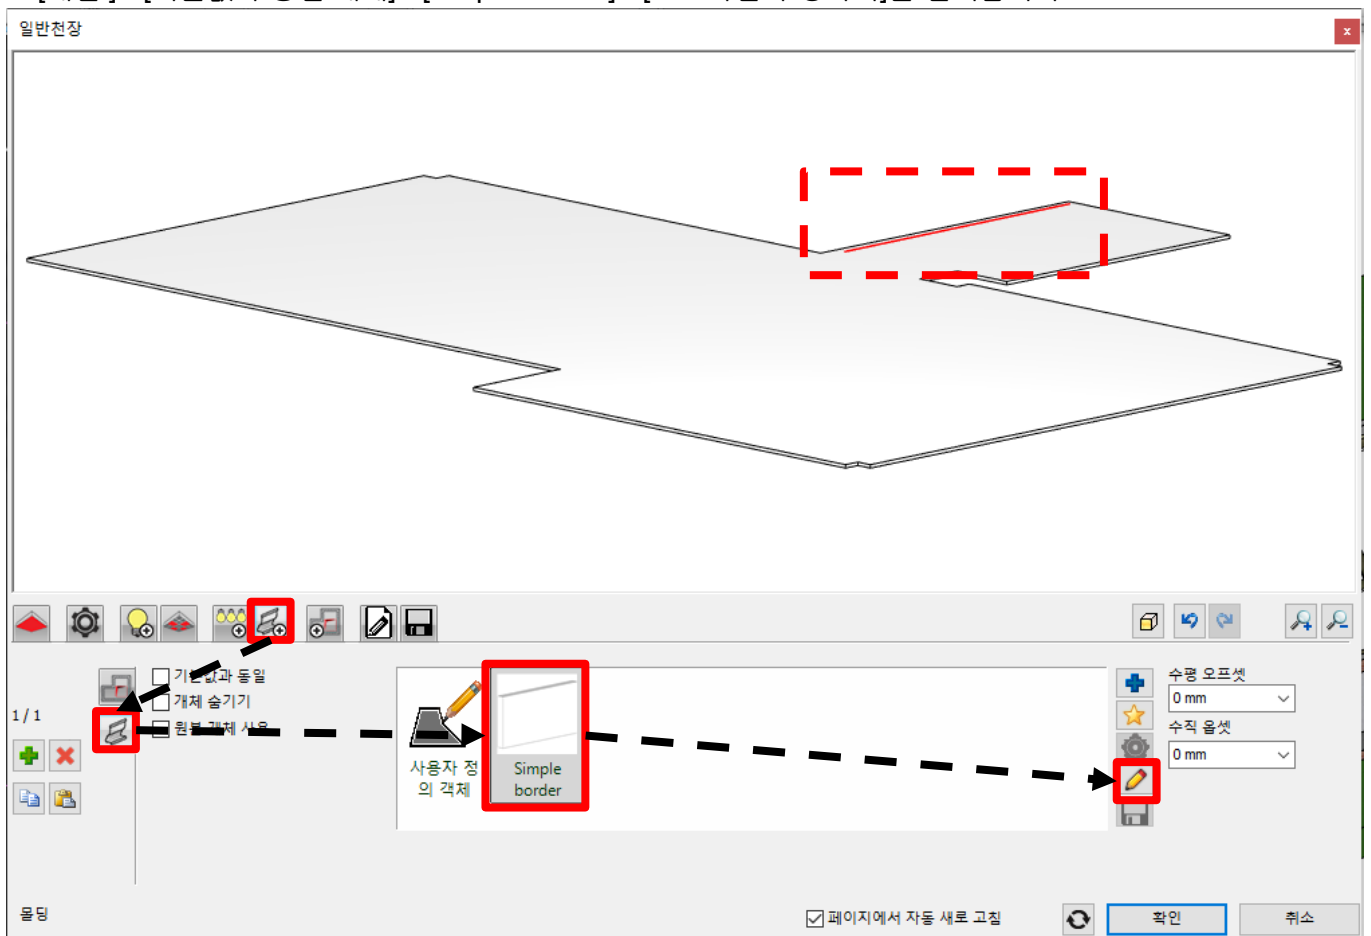 일반천장
x
1 / 1
기본값과 동일
개체 숨기기
원본 개체 사용
사용자 정
의 객체
Simple
border
수평 오프셋
0 mm
수직 옵셋
0 mm
몰딩
페이지에서 자동 새로 고침
확인
취소